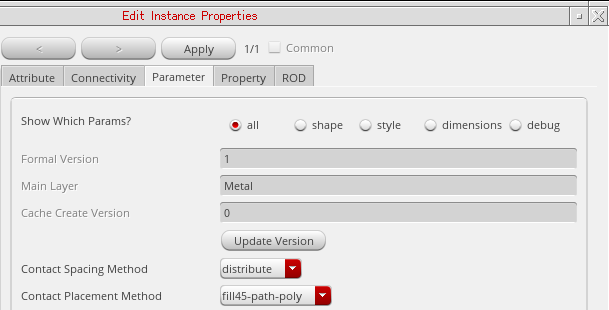 Edit Instance Properties
< > Apply 1/1 Common
Attribute Connectivity Parameter Property ROD
Show Which Params? all shape style dimensions debug
Formal Version 1
Main Layer Metal
Cache Create Version 0
Update Version
Contact Spacing Method distribute
Contact Placement Method fill45-path-poly